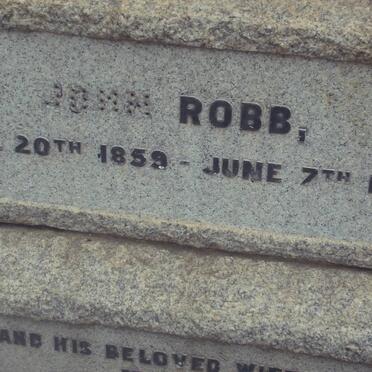 JOHN ROBB,
20TH 1859 - JUNE 7TH
AND HIS BELOVED